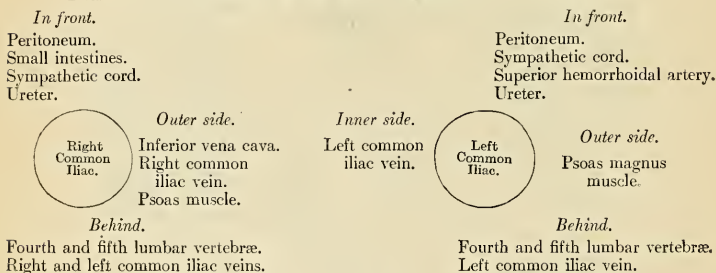 In front.
Peritoneum.
Small intestines.
Sympathetic cord.
Ureter.
Right
Common
Iliac.
Outer side.
Inferior vena cava.
Right common
iliac vein.
Psoas muscle.
Behind.
Fourth and fifth lumbar vertebræ.
Right and left common iliac veins.
In front.
Peritoneum.
Sympathetic cord.
Superior hemorrhoidal artery.
Ureter.
Inner side.
Left common
iliac vein.
Left
Common
Iliac.
Outer side.
Psoas magnus
muscle.
Behind.
Fourth and fifth lumbar vertebræ.
Left common iliac vein.